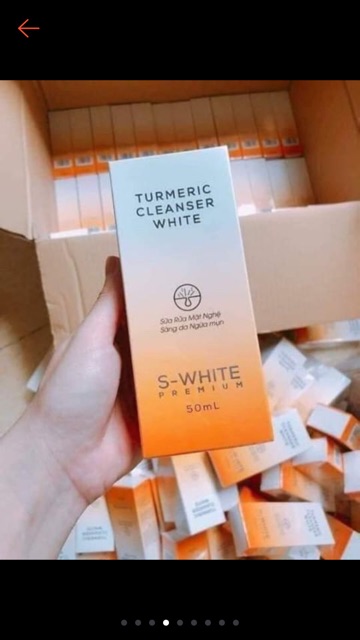 TURMERIC
CLEANSER
WHITE
Sữa Rửa Mặt Nghệ
Sáng da Ngừa mụn
S-WHITE
PREMIUM
50mL